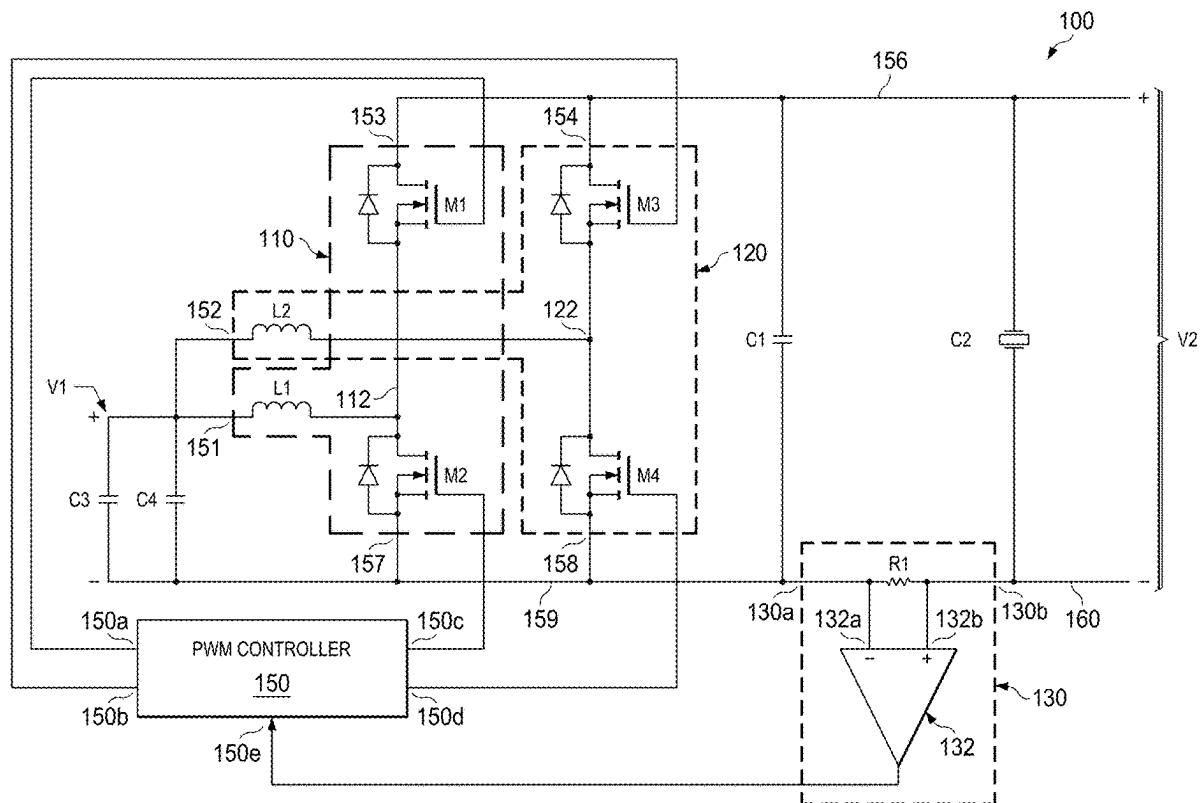 100
156
+
153
154
M1
M3
110
120
152
L2
122
C1
C2
V2
V1
L1
112
+
151
C3
C4
M2
M4
157
158
R1
−
−
159
130a
130b
160
150a
150c
132a
132b
PWM CONTROLLER
− +
150
130
150b
150d
132
150e